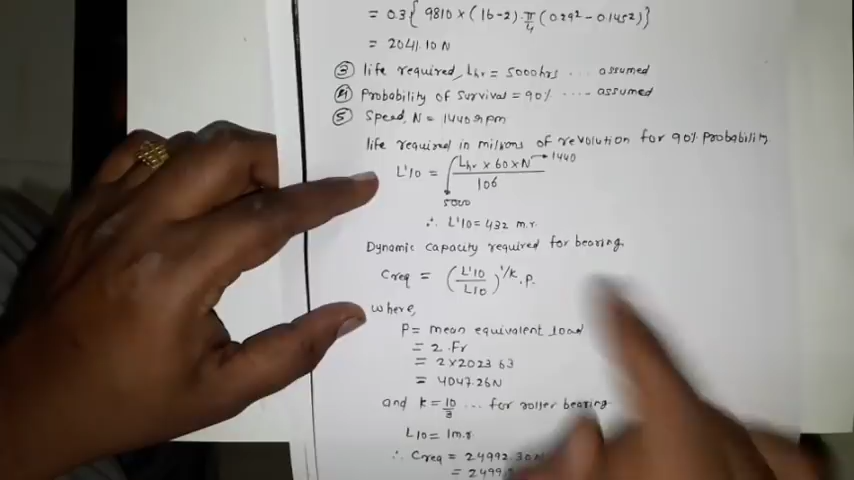 = 0.3{ 9810 × (16-2) · π/4 (0.29² - 0.145²)}
= 2041.10 N
③ life required, Lhr = 5000hrs ... assumed
④ Probability of Survival = 90% .... assumed
⑤ Speed, N = 1440 rpm
life required in millions of revolution for 90% Probability
L'10 = Lhr × 60 × N → 1440
10⁶
5000
∴ L'10 = 432 m.r.
Dynamic capacity required for bearing,
Creq = (L'10/L10)^1/k . P.
where,
P = mean equivalent load
= 2.Fr
= 2×2023.63
= 4047.26N
and k = 10/3 ... for roller bearing
L10 = 1m.r
∴ Creq = 24992.30N
= 2499